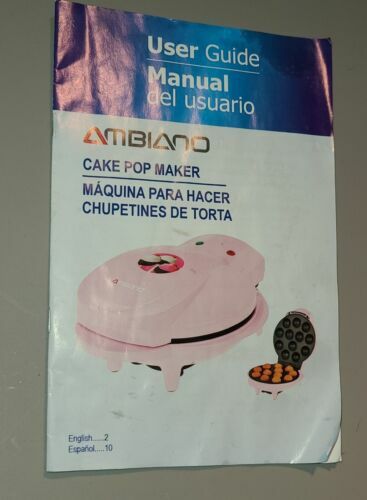 User Guide
Manual
del usuario
AMBIANO
CAKE POP MAKER
MÁQUINA PARA HACER
CHUPETINES DE TORTA
AMBIANO
English.....2
Español.....10